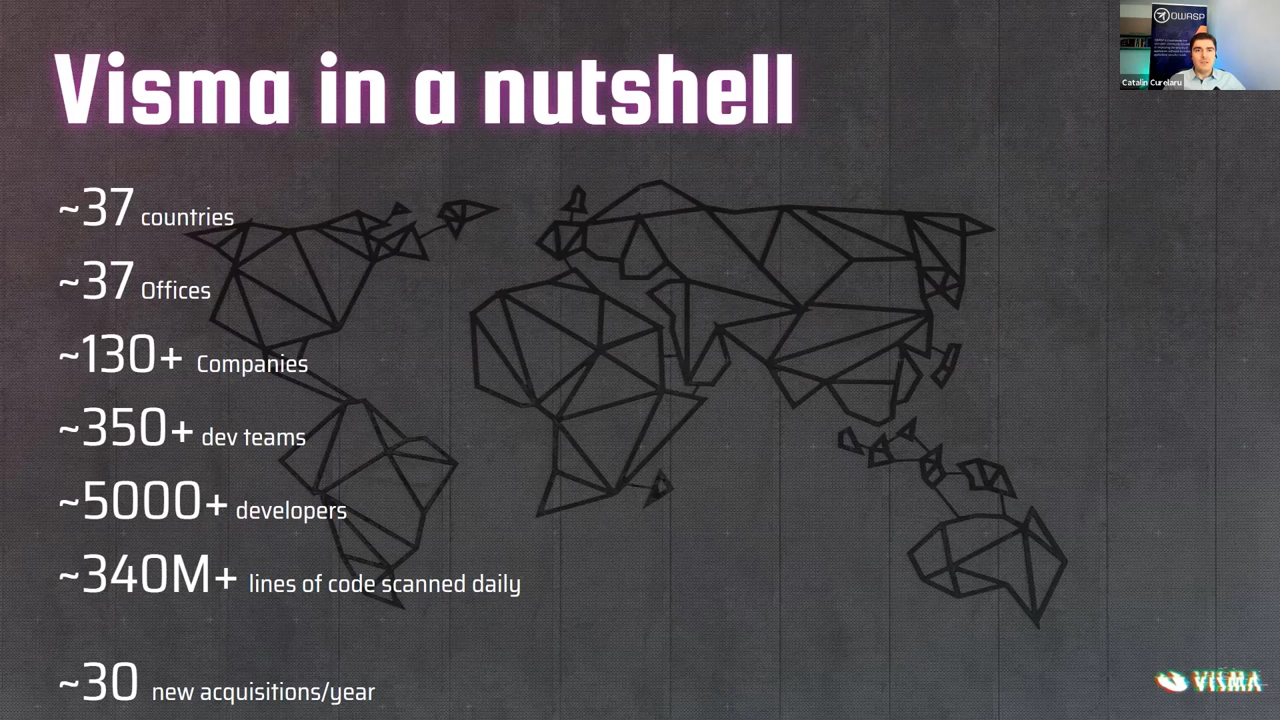 Visma in a nutshell
~37 countries
~37 Offices
~130+ Companies
~350+ dev teams
~5000+ developers
~340M+ lines of code scanned daily
~30 new acquisitions/year
OWASP
Catalin Curelaru
VISMA